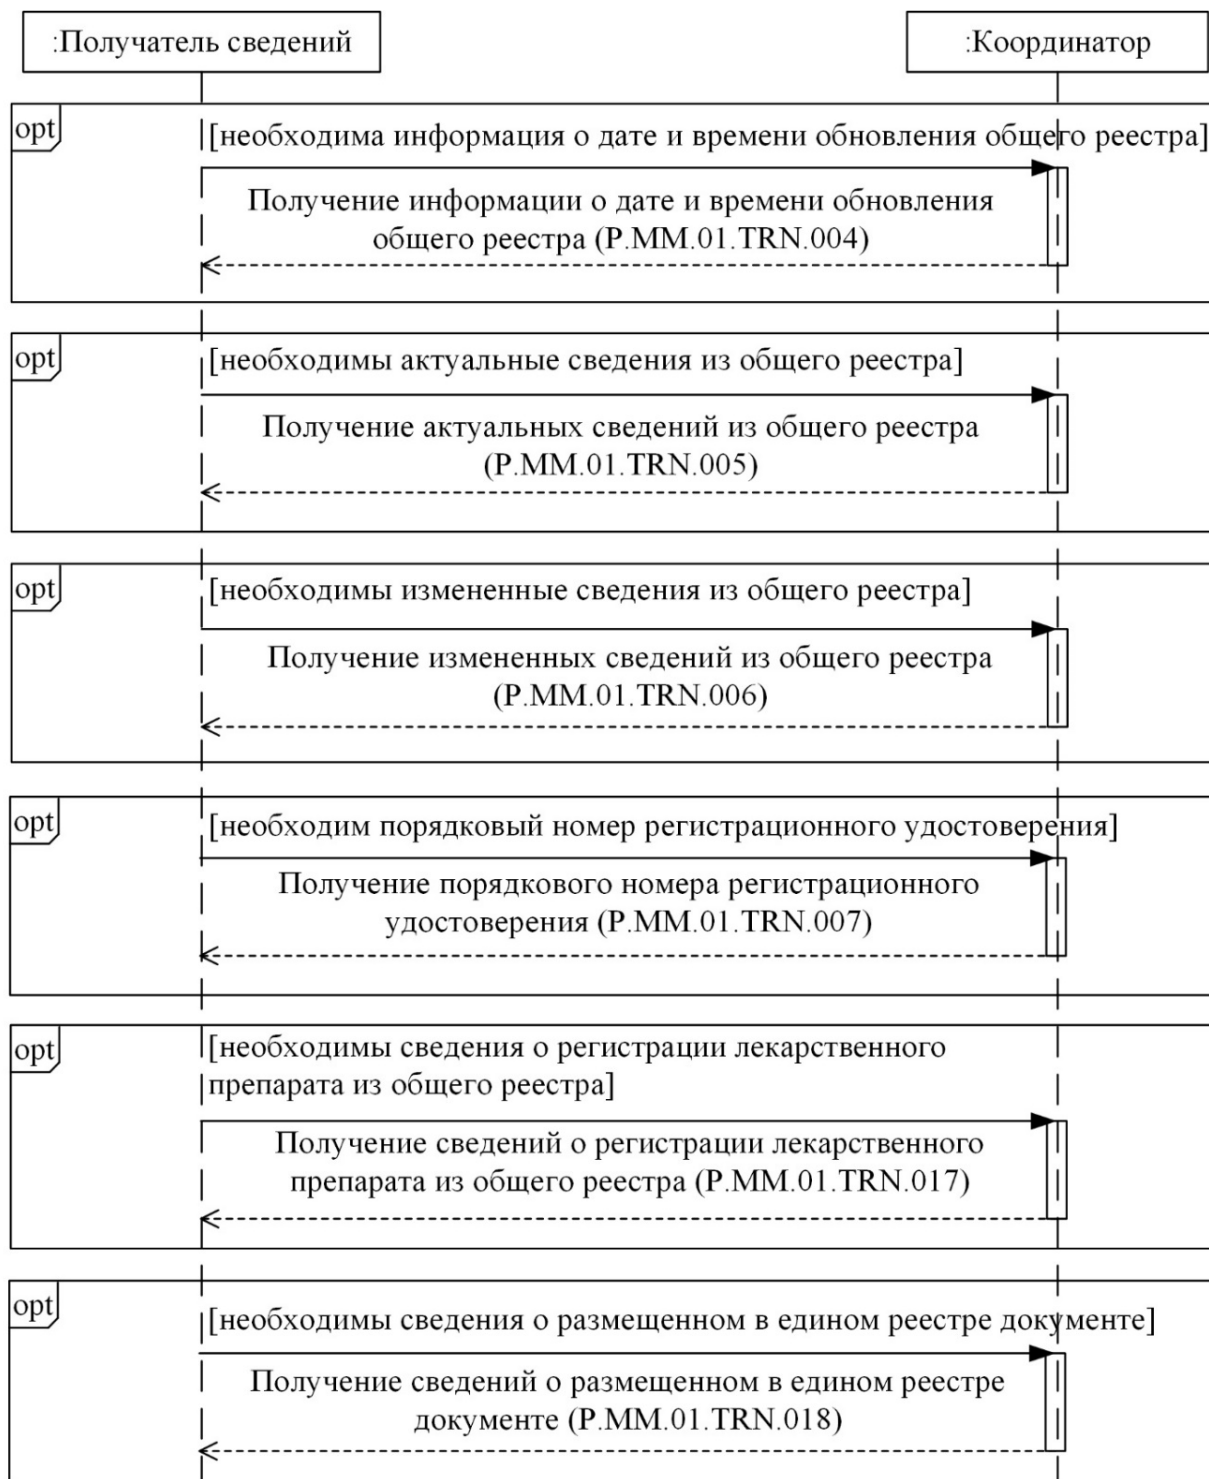 :Получатель сведений
:Координатор
opt
[необходима информация о дате и времени обновления общего реестра]
Получение информации о дате и времени обновления
общего реестра (P.MM.01.TRN.004)
opt
[необходимы актуальные сведения из общего реестра]
Получение актуальных сведений из общего реестра
(P.MM.01.TRN.005)
opt
[необходимы измененные сведения из общего реестра]
Получение измененных сведений из общего реестра
(P.MM.01.TRN.006)
opt
[необходим порядковый номер регистрационного удостоверения]
Получение порядкового номера регистрационного
удостоверения (P.MM.01.TRN.007)
opt
[необходимы сведения о регистрации лекарственного
препарата из общего реестра]
Получение сведений о регистрации лекарственного
препарата из общего реестра (P.MM.01.TRN.017)
opt
[необходимы сведения о размещенном в едином реестре документе]
Получение сведений о размещенном в едином реестре
документе (P.MM.01.TRN.018)